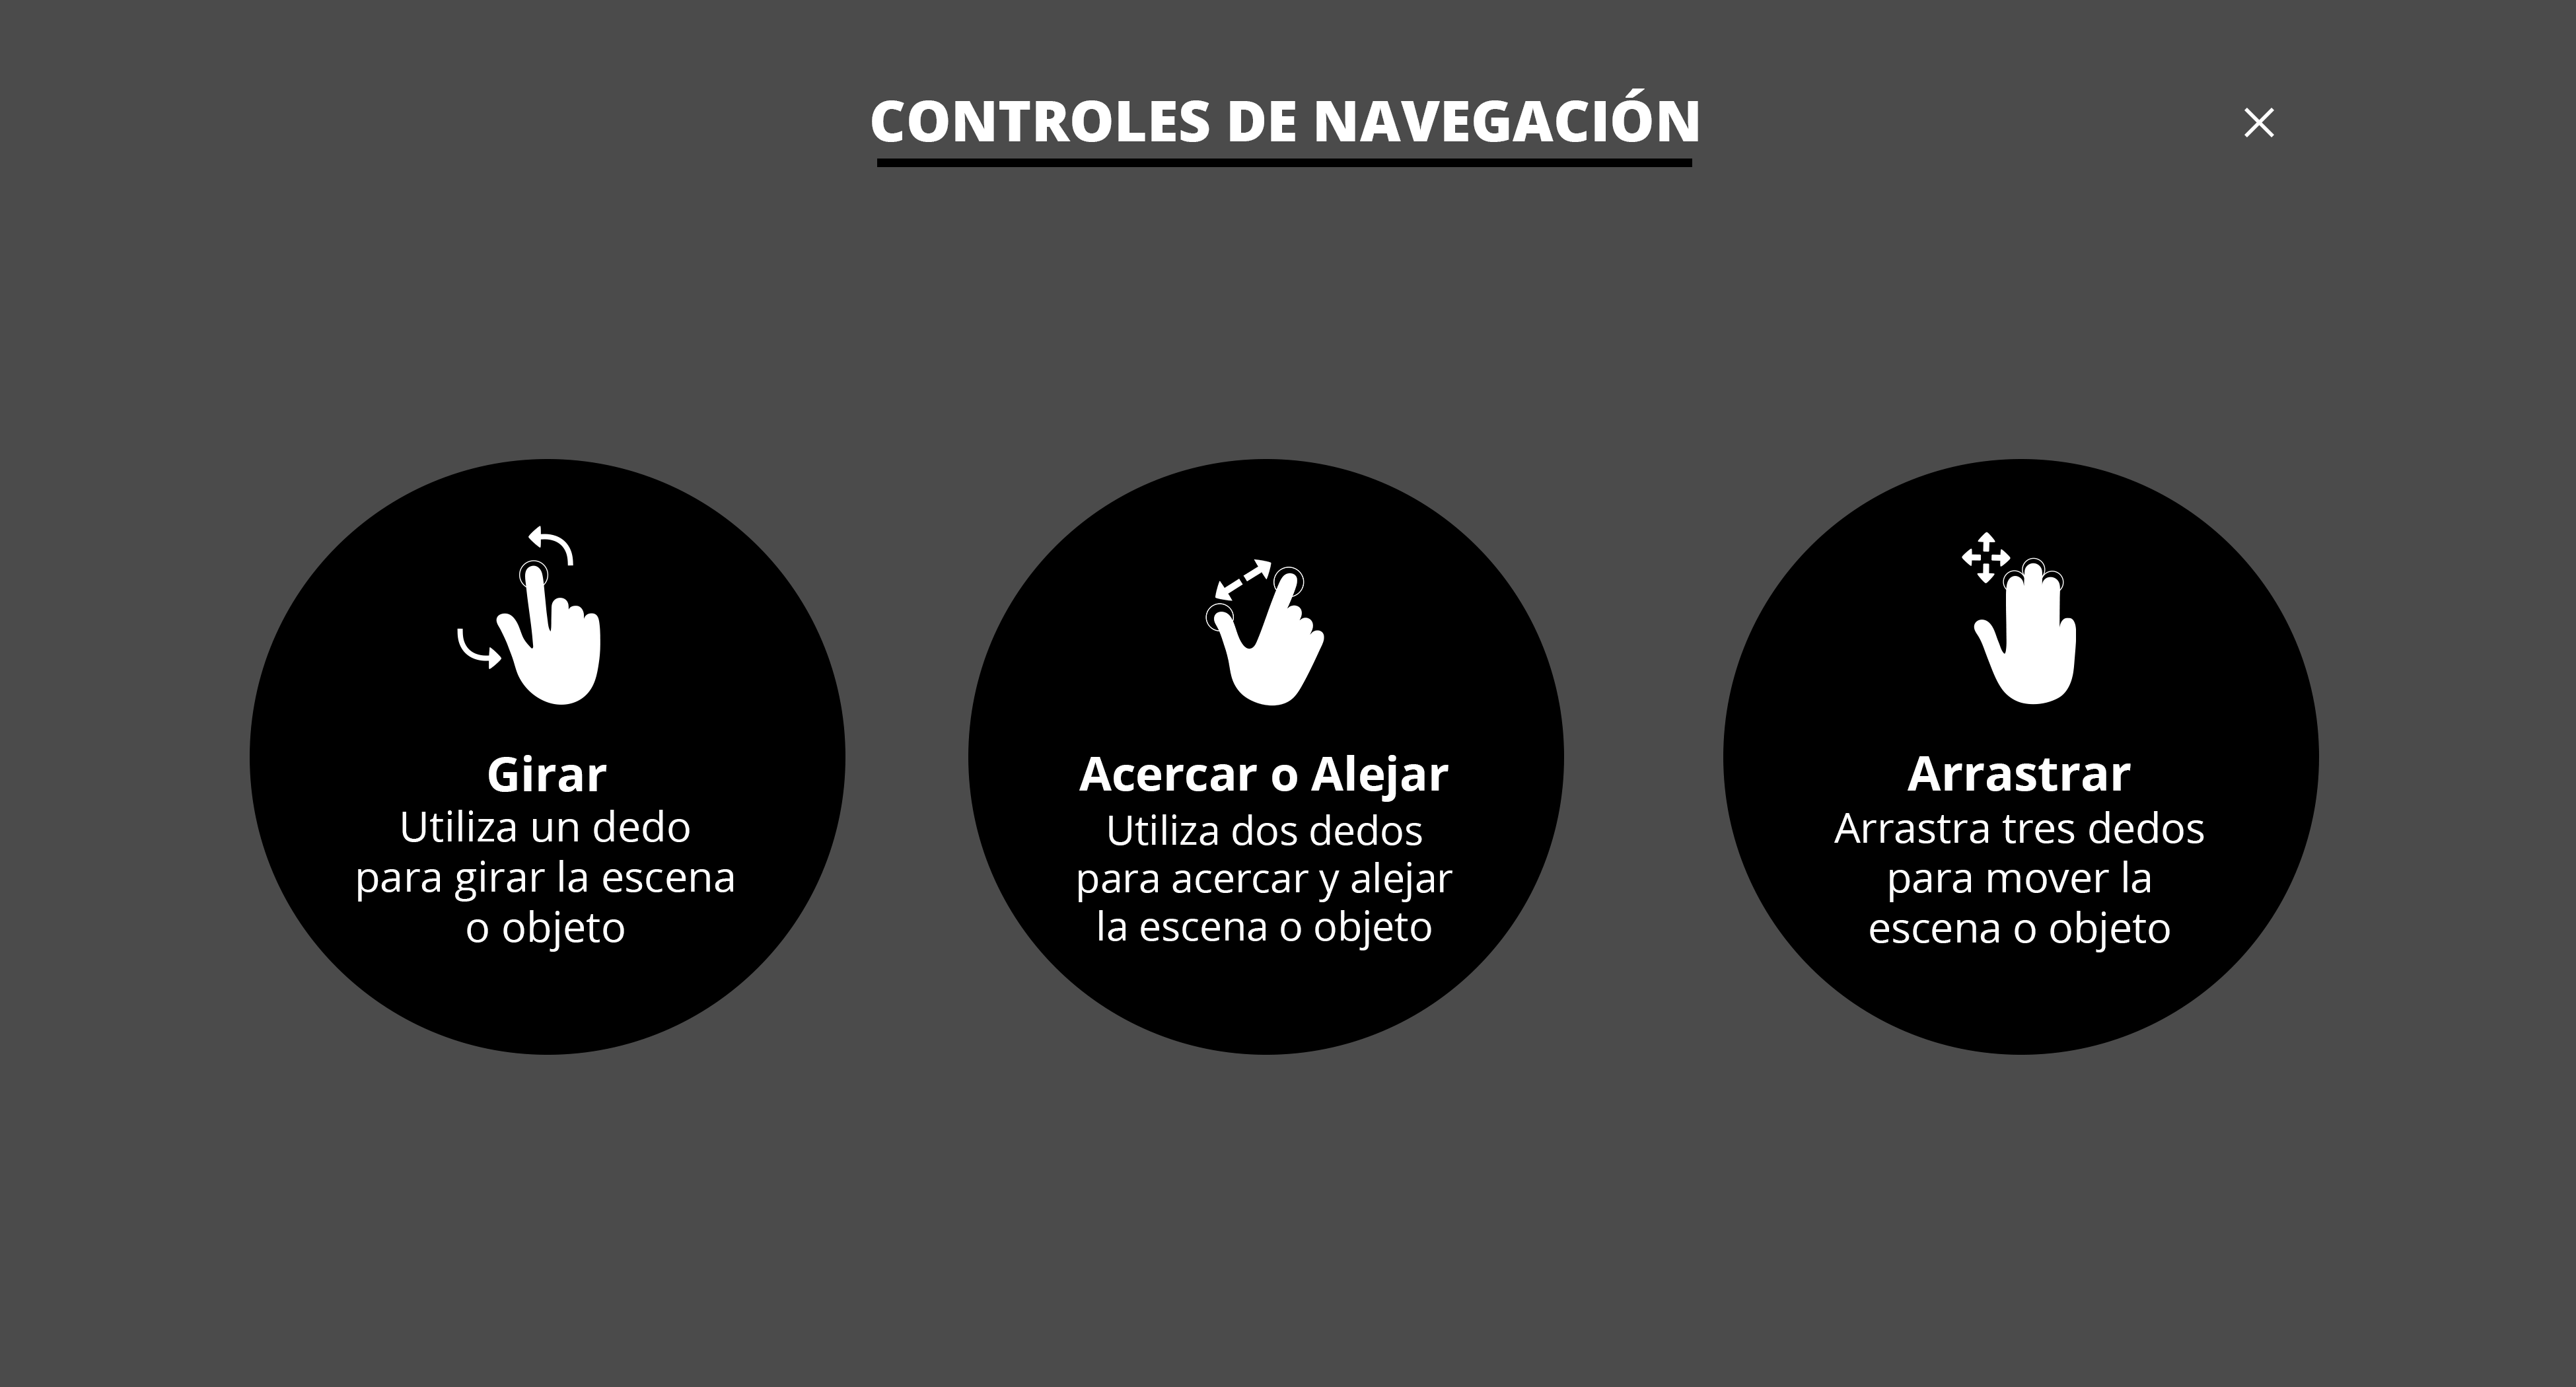 CONTROLES DE NAVEGACIÓN
Girar
Utiliza un dedo
para girar la escena
o objeto
Acercar o Alejar
Utiliza dos dedos
para acercar y alejar
la escena o objeto
Arrastrar
Arrastra tres dedos
para mover la
escena o objeto